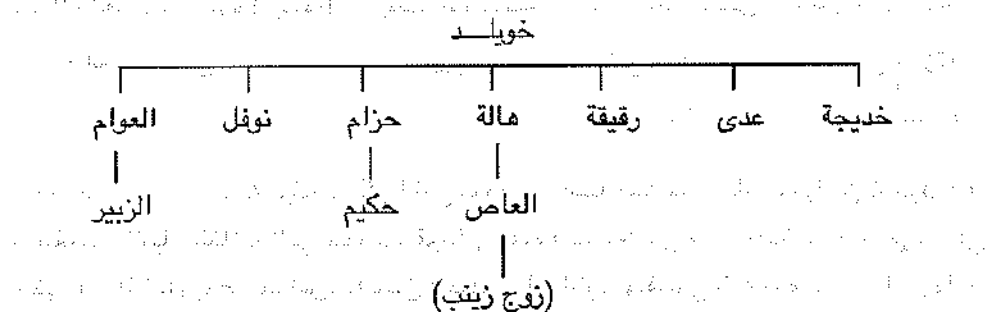 خويلد
خديجة عدى رقيقة هالة حزام نوفل العوام
العاص حكيم الزبير
(زوج زينب)